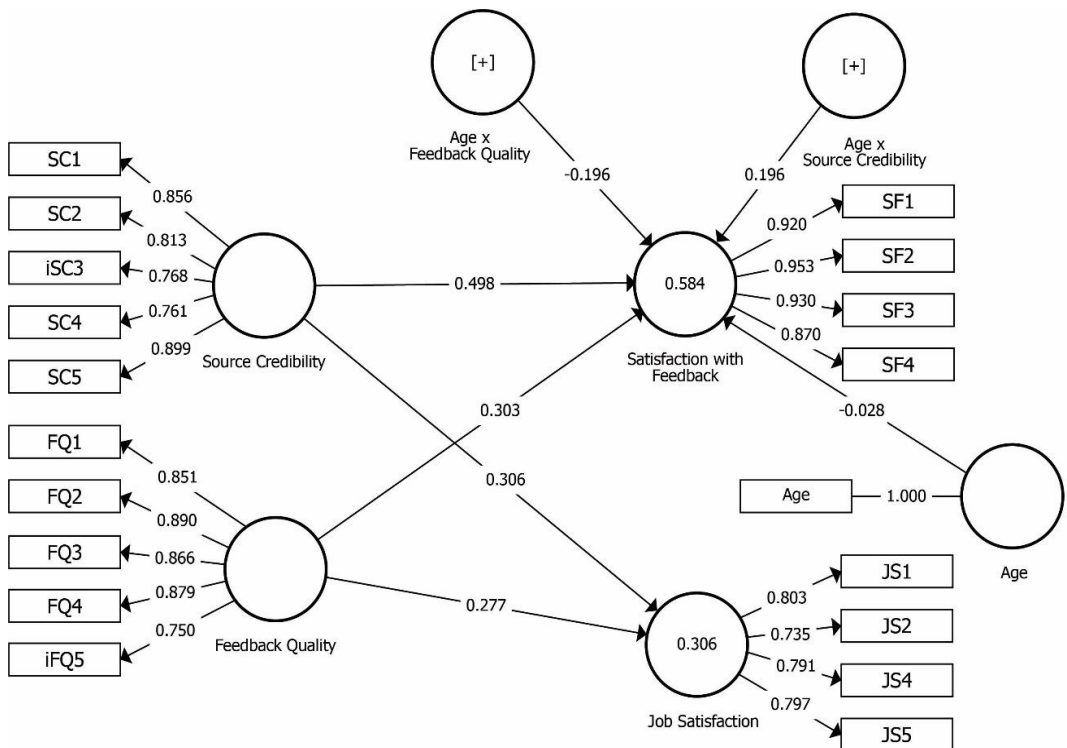 [+]
[+]
Age x
Feedback Quality
Age x
Source Credibility
-0.196
0.196
SC1
SC2
iSC3
SC4
SC5
0.856
0.813
0.768
0.761
0.899
Source Credibility
0.498
0.584
Satisfaction with
Feedback
0.920
0.953
0.930
0.870
SF1
SF2
SF3
SF4
0.303
0.306
-0.028
FQ1
FQ2
FQ3
FQ4
iFQ5
0.851
0.890
0.866
0.879
0.750
Feedback Quality
0.277
Age
1.000
Age
0.306
Job Satisfaction
0.803
0.735
0.791
0.797
JS1
JS2
JS4
JS5